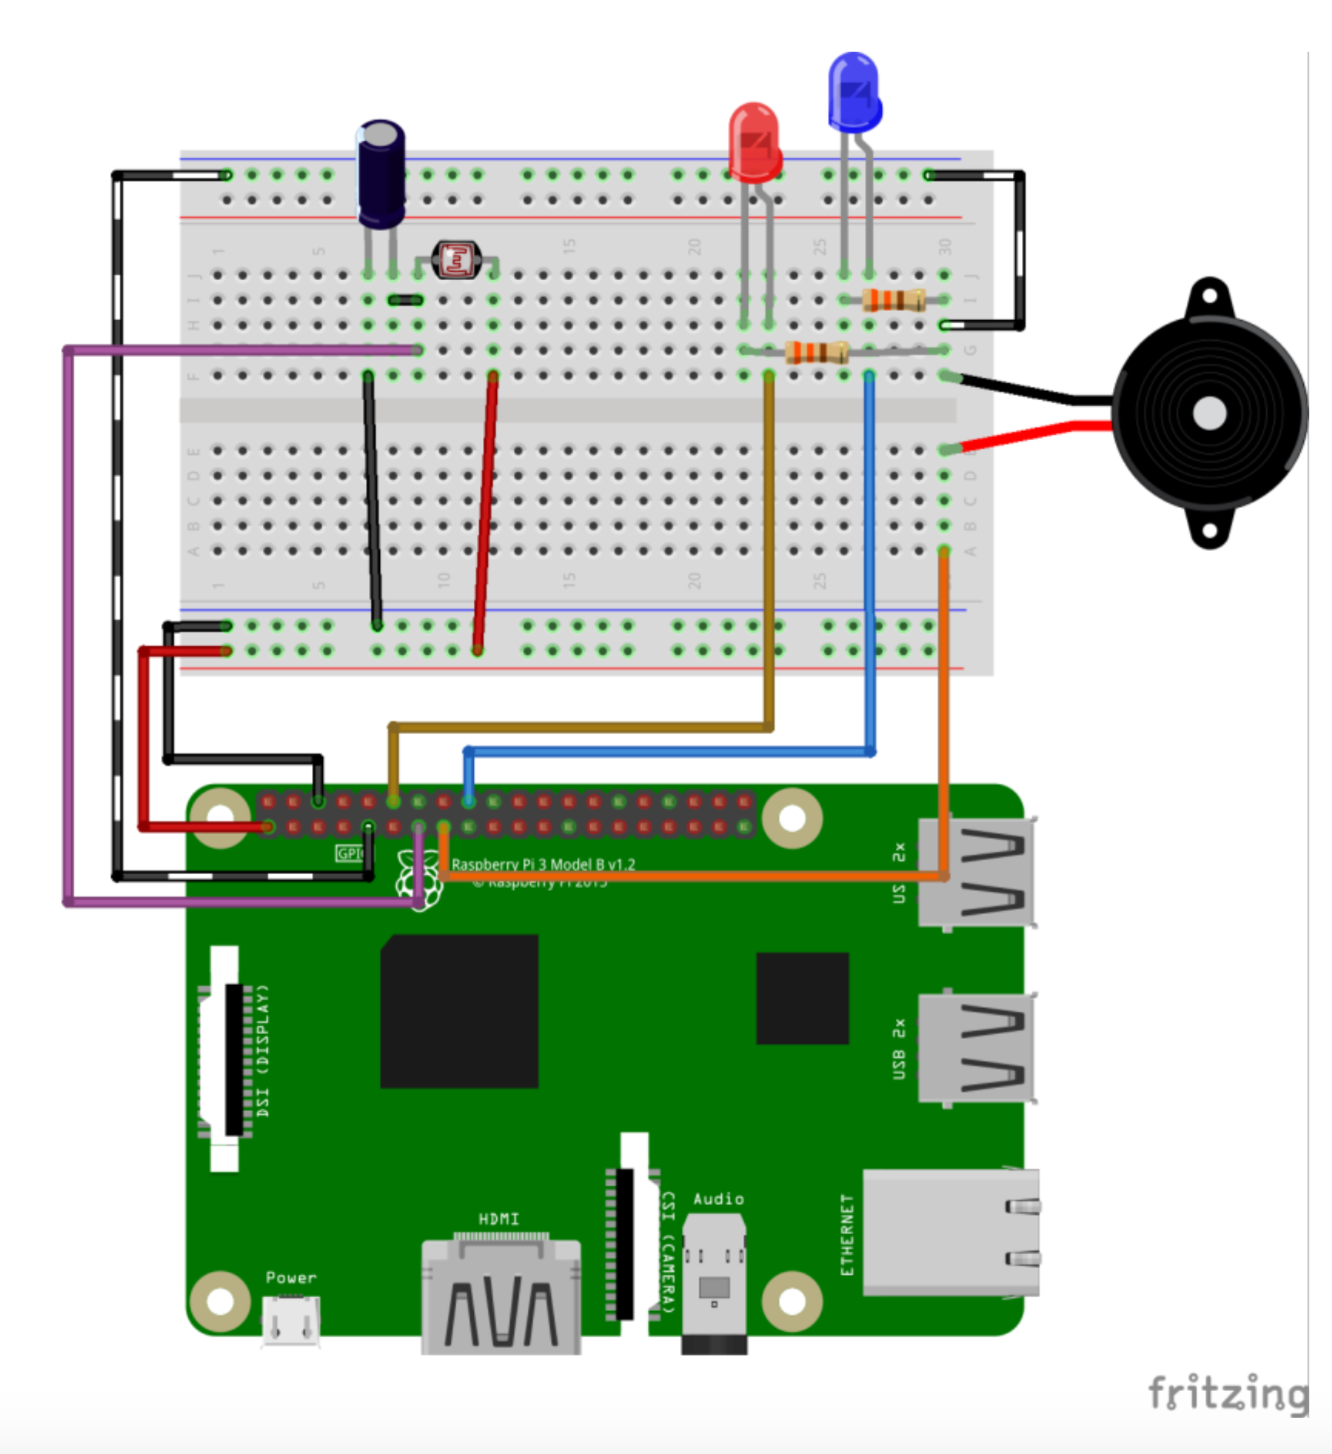 1 5 15 20 25 30
J J
I I
H
G G
F
E
D D
C C
B B
A A
1 5 10 15 20 25
GPIO
Raspberry Pi 3 Model B v1.2
© Raspberry Pi 2015
USB 2x
USB 2x
DSI (DISPLAY)
CSI (CAMERA)
Audio
ETHERNET
HDMI
Power
fritzing